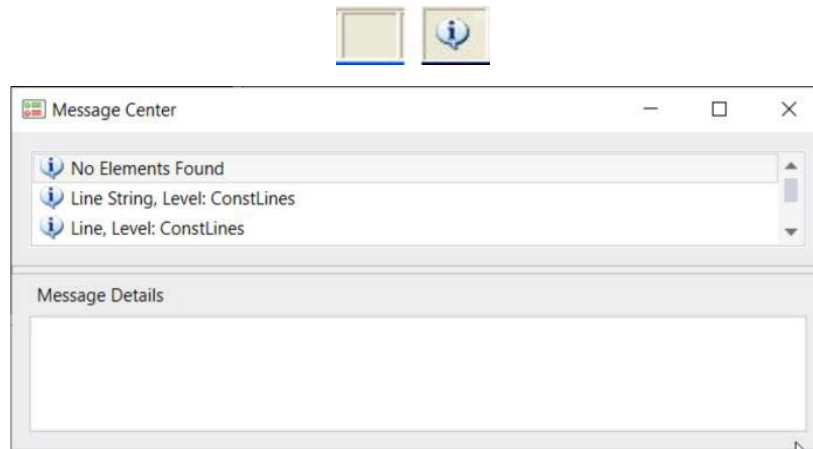 Message Center
No Elements Found
Line String, Level: ConstLines
Line, Level: ConstLines
Message Details